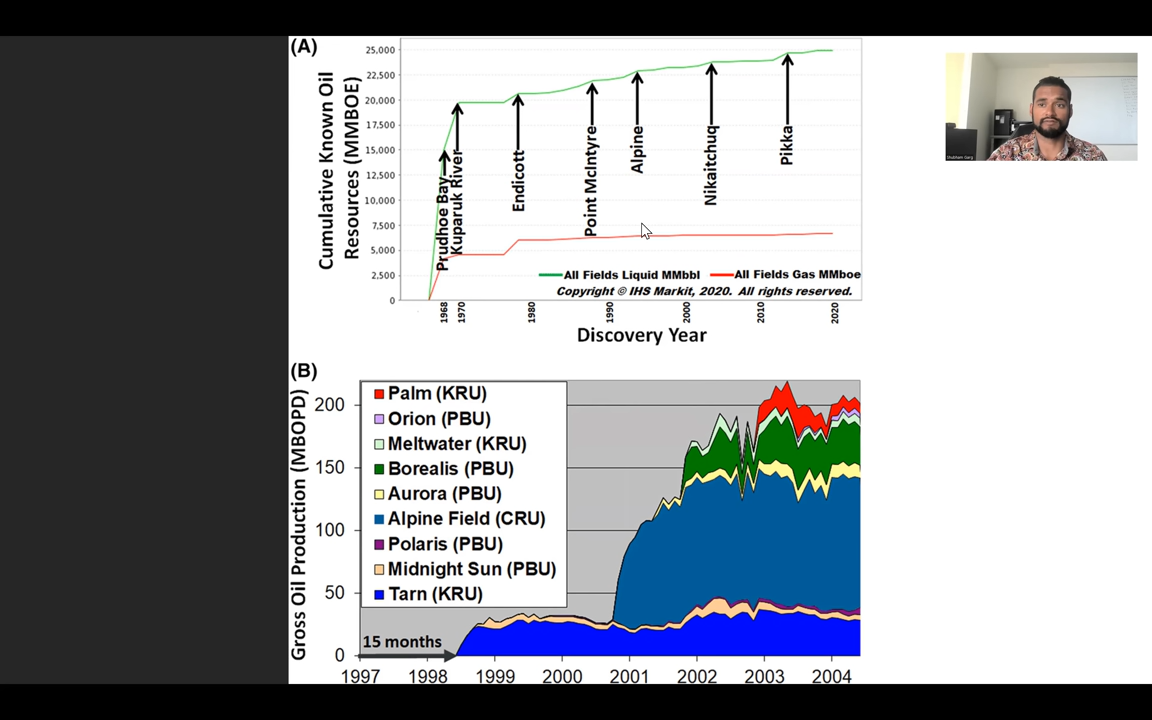 (A)
Cumulative Known Oil
Resources (MMBOE)
25,000
22,500
20,000
17,500
15,000
12,500
10,000
7,500
5,000
2,500
0
Prudhoe Bay
Kuparuk River
Endicott
Point McIntyre
Alpine
Nikaitchuq
Pikka
All Fields Liquid MMbbl
All Fields Gas MMboe
Copyright © IHS Markit, 2020. All rights reserved.
1968
1970
1980
1990
2000
2010
2020
Discovery Year
Shubham Garg
(B)
Gross Oil Production (MBOPD)
200
150
100
50
0
Palm (KRU)
Orion (PBU)
Meltwater (KRU)
Borealis (PBU)
Aurora (PBU)
Alpine Field (CRU)
Polaris (PBU)
Midnight Sun (PBU)
Tarn (KRU)
15 months
1997
1998
1999
2000
2001
2002
2003
2004